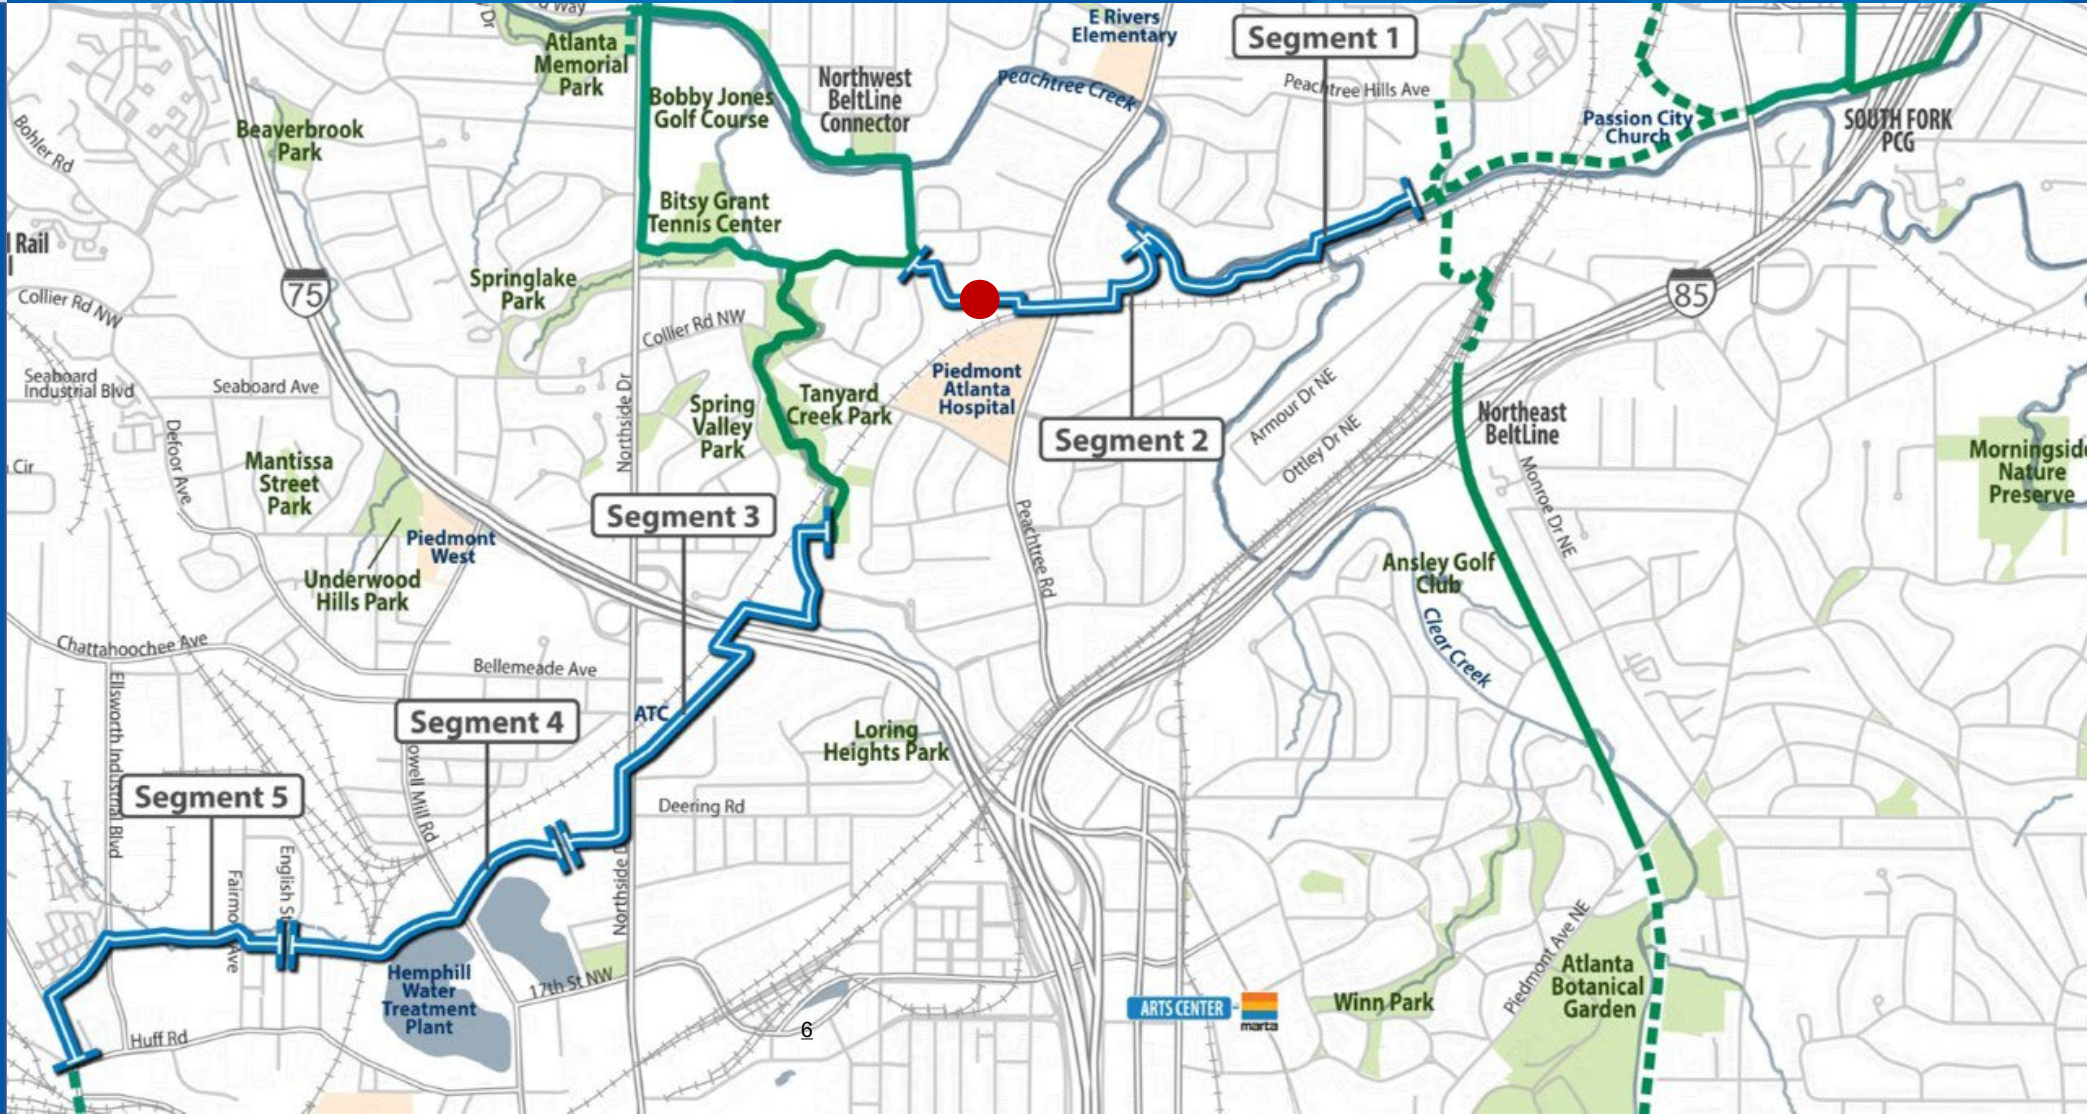 Atlanta
Memorial
Park
E Rivers
Elementary
Segment 1
Peachtree Hills Ave
Peachtree Creek
Passion City
Church
SOUTH FORK
PCG
Bobby Jones
Golf Course
Northwest
BeltLine
Connector
Beaverbrook
Park
Bohler Rd
Bitsy Grant
Tennis Center
Rail
Springlake
Park
75
85
Collier Rd NW
Collier Rd NW
Seaboard
Industrial Blvd
Seaboard Ave
Defoor Ave
Northside Dr
Spring
Valley
Park
Tanyard
Creek Park
Piedmont
Atlanta
Hospital
Segment 2
Armour Dr NE
Ottley Dr NE
Northeast
BeltLine
Monroe Dr NE
Morningside
Nature
Preserve
Cir
Mantissa
Street
Park
Piedmont
West
Underwood
Hills Park
Segment 3
Peachtree Rd
Ansley Golf
Club
Clear Creek
Chattahoochee Ave
Bellemeade Ave
Ellsworth Industrial Blvd
Segment 4
ATC
Loring
Heights Park
Segment 5
owell Mill Rd
Deering Rd
Northside D
Fairmo Ave
English St
Hemphill
Water
Treatment
Plant
17th St NW
Huff Rd
6
ARTS CENTER
marta
Winn Park
Piedmont Ave NE
Atlanta
Botanical
Garden